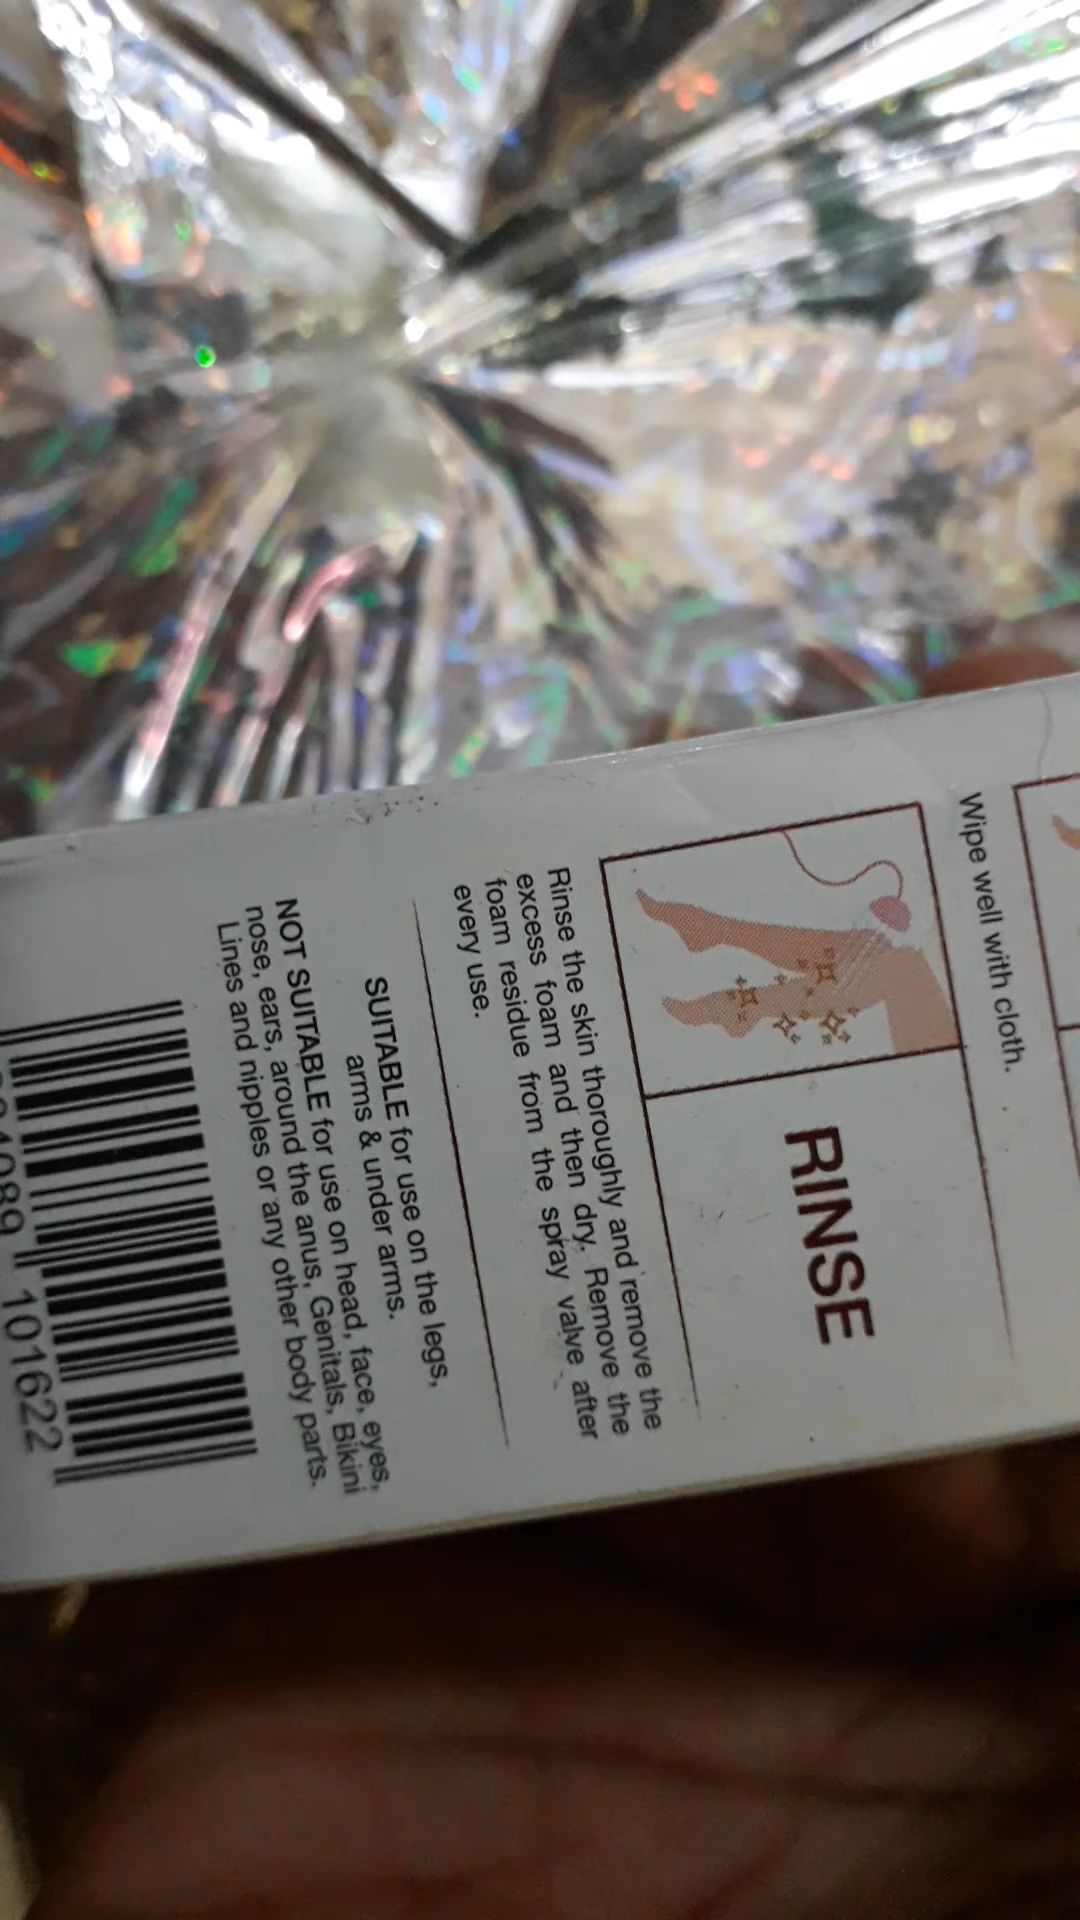 Wipe well with cloth.
RINSE
Rinse the skin thoroughly and remove the
excess foam and then dry. Remove the
foam residue from the spray valve after
every use.
SUITABLE for use on the legs,
arms & under arms.
NOT SUITABLE for use on head, face, eyes,
nose, ears, around the anus, Genitals, Bikini
Lines and nipples or any other body parts.
101622